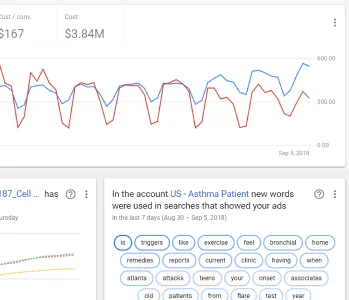 Cost / conv.
Cost
$167
$3.84M
600.00
300.00
0.00
Sep 5, 2018
187_Cell ... has
ursday
In the account US - Asthma Patient new words
were used in searches that showed your ads
In the last 7 days (Aug 30 – Sep 5, 2018)
is triggers like exercise feel bronchial home
remedies reports current clinic having when
atlanta attacks teens your onset associates
old patients from flare test year